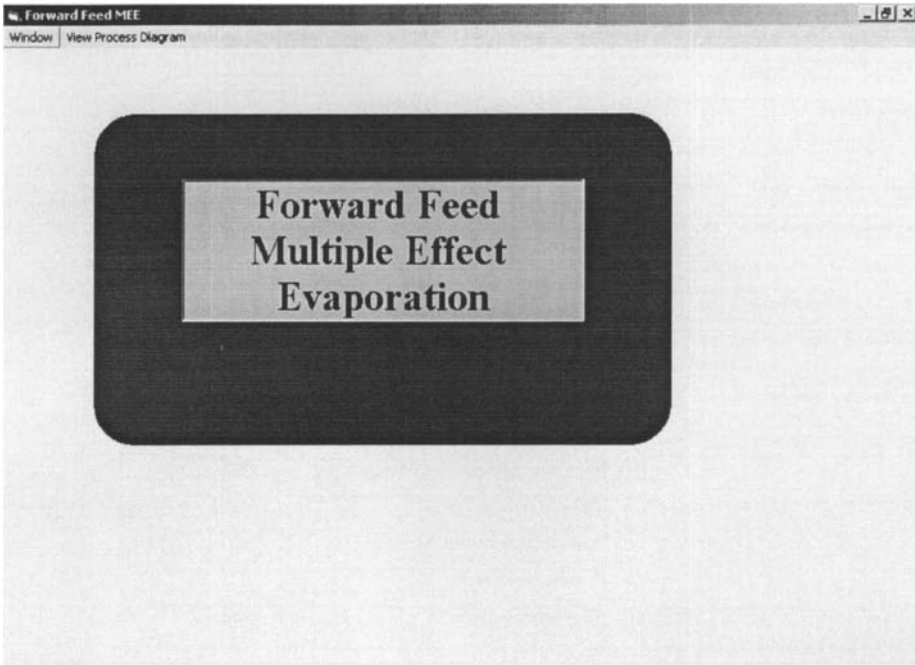 Forward Feed MEE
Window View Process Diagram
Forward Feed
Multiple Effect
Evaporation